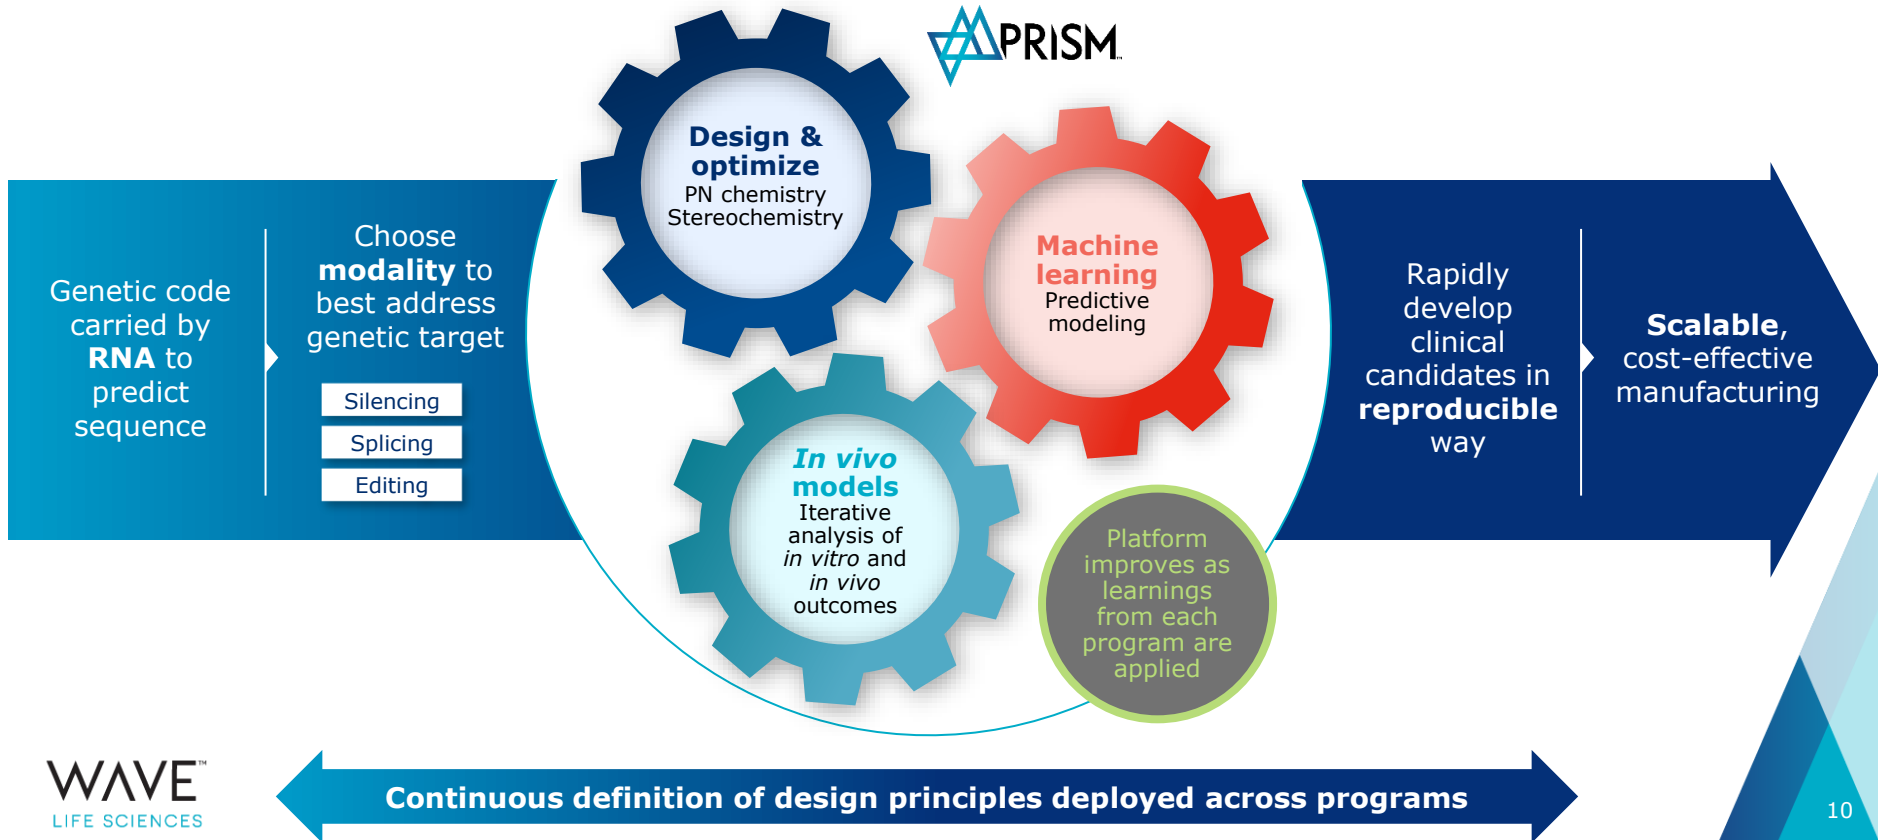 PRISM™
Genetic code
carried by
RNA to
predict
sequence
Choose
modality to
best address
genetic target
Silencing
Splicing
Editing
Design &
optimize
PN chemistry
Stereochemistry
Machine
learning
Predictive
modeling
In vivo
models
Iterative
analysis of
in vitro and
in vivo
outcomes
Platform
improves as
learnings
from each
program are
applied
Rapidly
develop
clinical
candidates in
reproducible
way
Scalable,
cost-effective
manufacturing
WAVE™
LIFE SCIENCES
Continuous definition of design principles deployed across programs
10